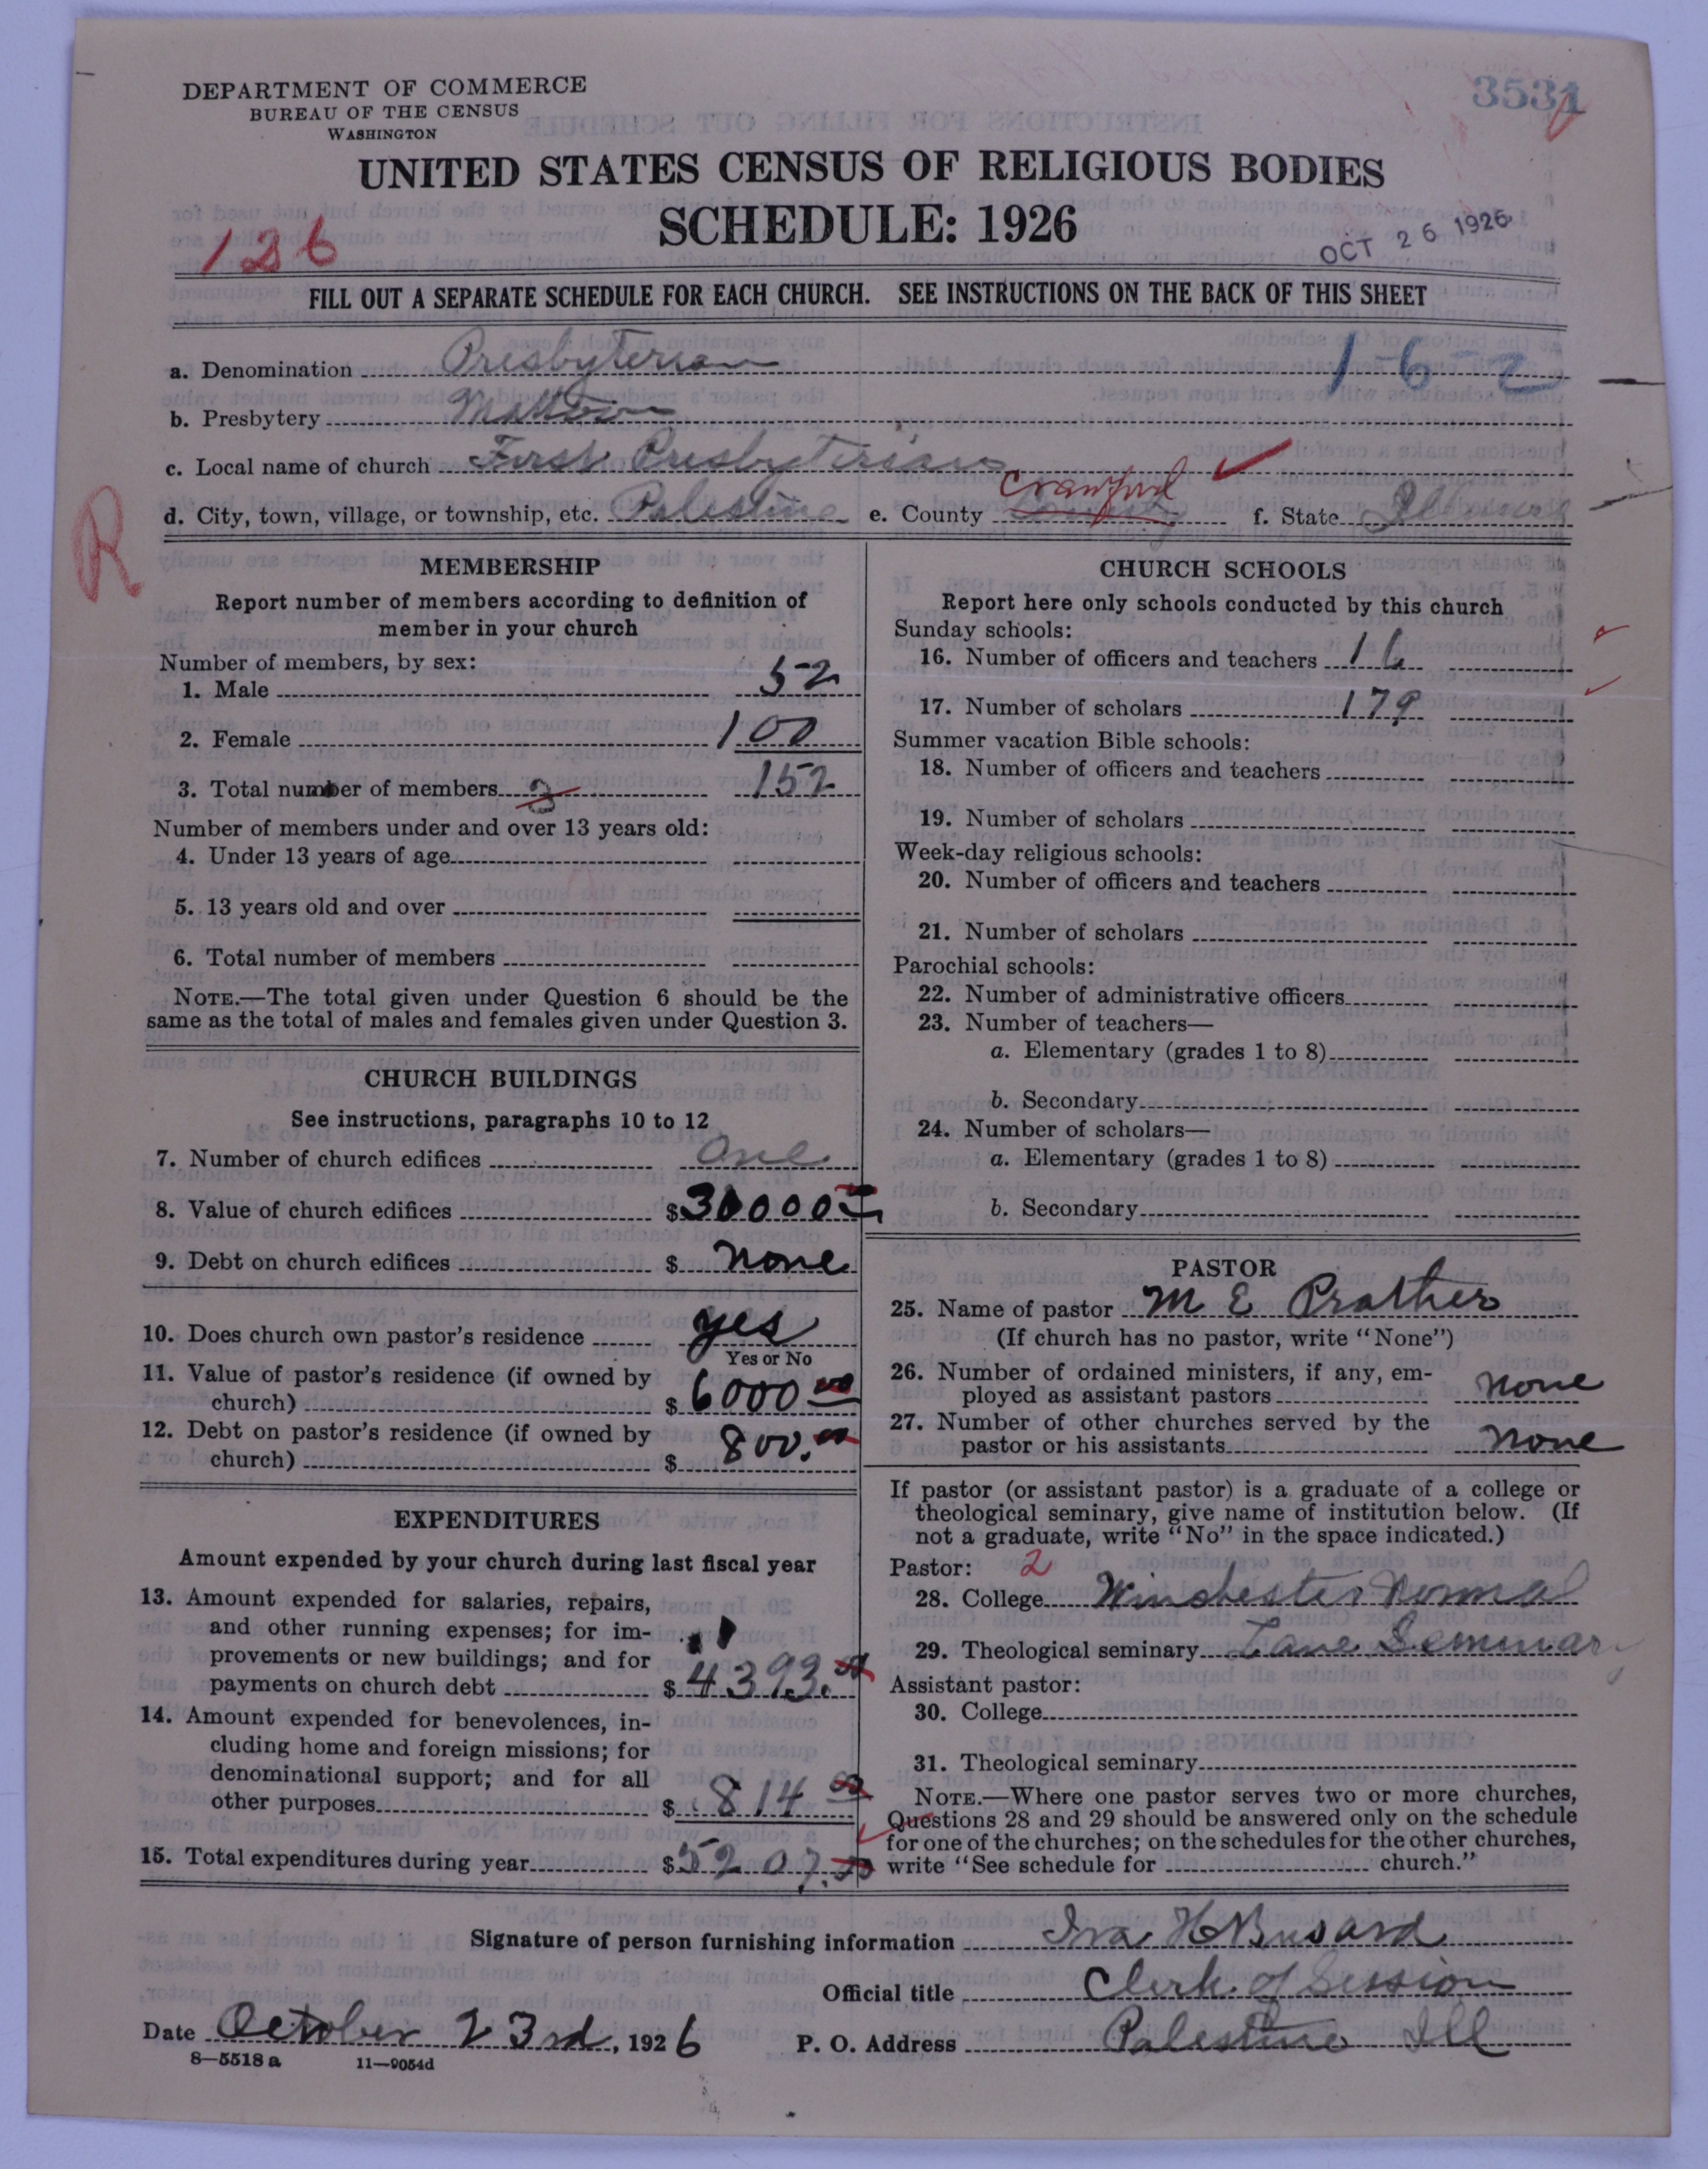 DEPARTMENT OF COMMERCE
BUREAU OF THE CENSUS
WASHINGTON
3531
UNITED STATES CENSUS OF RELIGIOUS BODIES
SCHEDULE: 1926
126
OCT 26 1926
FILL OUT A SEPARATE SCHEDULE FOR EACH CHURCH. SEE INSTRUCTIONS ON THE BACK OF THIS SHEET
a. Denomination Presbyterian 1-6-2
b. Presbytery Mattoon
c. Local name of church First Presbyterian
d. City, town, village, or township, etc. Palestine e. County Crawford f. State Illinois
R
MEMBERSHIP
Report number of members according to definition of
member in your church
Number of members, by sex:
1. Male 52
2. Female 100
3. Total number of members 3 152
Number of members under and over 13 years old:
4. Under 13 years of age
5. 13 years old and over
6. Total number of members
NOTE.—The total given under Question 6 should be the
same as the total of males and females given under Question 3.
CHURCH BUILDINGS
See instructions, paragraphs 10 to 12
7. Number of church edifices One
8. Value of church edifices $30000
9. Debt on church edifices $ none
10. Does church own pastor's residence yes
Yes or No
11. Value of pastor's residence (if owned by
church) $6000 00
12. Debt on pastor's residence (if owned by
church) $ 800.00
EXPENDITURES
Amount expended by your church during last fiscal year
13. Amount expended for salaries, repairs,
and other running expenses; for im-
provements or new buildings; and for
payments on church debt $4393.
14. Amount expended for benevolences, in-
cluding home and foreign missions; for
denominational support; and for all
other purposes $ 814 00
15. Total expenditures during year $5207.
CHURCH SCHOOLS
Report here only schools conducted by this church
Sunday schools:
16. Number of officers and teachers 16
17. Number of scholars 179
Summer vacation Bible schools:
18. Number of officers and teachers
19. Number of scholars
Week-day religious schools:
20. Number of officers and teachers
21. Number of scholars
Parochial schools:
22. Number of administrative officers
23. Number of teachers—
a. Elementary (grades 1 to 8)
b. Secondary
24. Number of scholars—
a. Elementary (grades 1 to 8)
b. Secondary
PASTOR
25. Name of pastor M E Prather
(If church has no pastor, write "None")
26. Number of ordained ministers, if any, em-
ployed as assistant pastors none
27. Number of other churches served by the
pastor or his assistants none
If pastor (or assistant pastor) is a graduate of a college or
theological seminary, give name of institution below. (If
not a graduate, write "No" in the space indicated.)
Pastor: 2
28. College Winchester Normal
29. Theological seminary Lane Seminary
Assistant pastor:
30. College
31. Theological seminary
NOTE.—Where one pastor serves two or more churches,
Questions 28 and 29 should be answered only on the schedule
for one of the churches; on the schedules for the other churches,
write "See schedule for church."
Signature of person furnishing information Ira H Busard
Official title Clerk of Session
Date October 23rd, 1926 P. O. Address Palestine Ill
8—5518 a 11—9054d